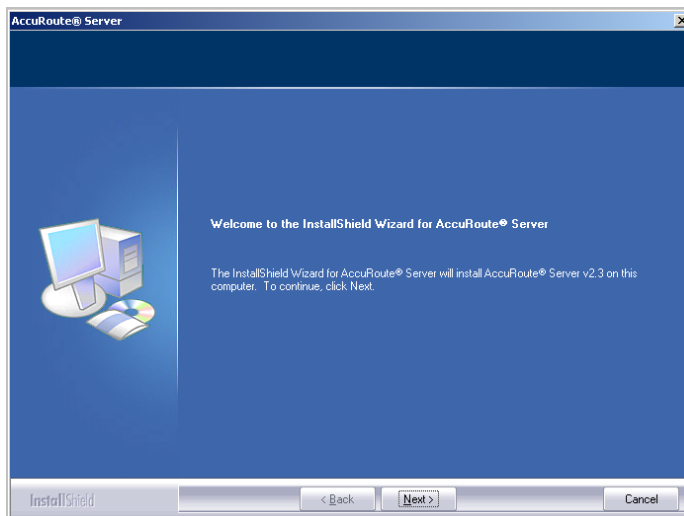 AccuRoute® Server
Welcome to the InstallShield Wizard for AccuRoute® Server
The InstallShield Wizard for AccuRoute® Server will install AccuRoute® Server v2.3 on this
computer.  To continue, click Next.
InstallShield
< Back
Next >
Cancel